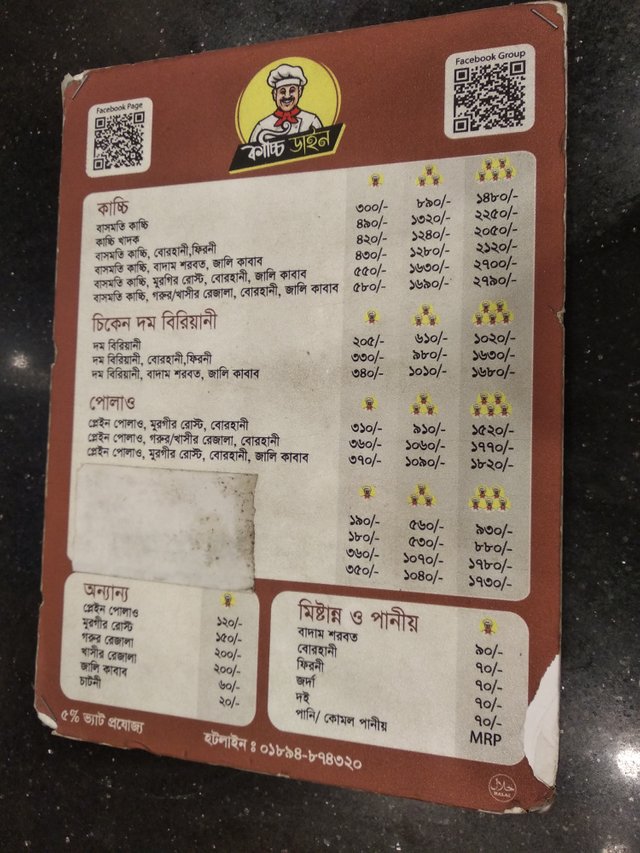 Facebook Page
Facebook Group
কাচ্চি ডাইন
কাচ্চি
বাসমতি কাচ্চি ৩০০/- ৮৯০/- ১৪৮০/-
কাচ্চি খাদক ৪৯০/- ১৩২০/- ২২৫০/-
বাসমতি কাচ্চি, বোরহানী,ফিরনী ৪২০/- ১২৪০/- ২০৫০/-
বাসমতি কাচ্চি, বাদাম শরবত, জালি কাবাব ৪৩০/- ১২৮০/- ২১২০/-
বাসমতি কাচ্চি, মুরগির রোস্ট, বোরহানী, জালি কাবাব ৫৫০/- ১৬৩০/- ২৭০০/-
বাসমতি কাচ্চি, গরুর/খাসীর রেজালা, বোরহানী, জালি কাবাব ৫৮০/- ১৬৯০/- ২৭৯০/-
চিকেন দম বিরিয়ানী
দম বিরিয়ানী ২০৫/- ৬১০/- ১০২০/-
দম বিরিয়ানী, বোরহানী,ফিরনী ৩৩০/- ৯৮০/- ১৬৩০/-
দম বিরিয়ানী, বাদাম শরবত, জালি কাবাব ৩৪০/- ১০১০/- ১৬৮০/-
পোলাও
প্লেইন পোলাও, মুরগীর রোস্ট, বোরহানী ৩১০/- ৯১০/- ১৫২০/-
প্লেইন পোলাও, গরুর/খাসীর রেজালা, বোরহানী ৩৬০/- ১০৬০/- ১৭৭০/-
প্লেইন পোলাও, মুরগীর রোস্ট, বোরহানী, জালি কাবাব ৩৭০/- ১০৯০/- ১৮২০/-
১৯০/- ৫৬০/- ৯৩০/-
১৮০/- ৫৩০/- ৮৮০/-
৩৬০/- ১০৭০/- ১৭৮০/-
৩৫০/- ১০৪০/- ১৭৩০/-
অন্যান্য
প্লেইন পোলাও ১২০/-
মুরগীর রোস্ট ১৫০/-
গরুর রেজালা ২০০/-
খাসীর রেজালা ২০০/-
জালি কাবাব ৬০/-
চাটনী ২০/-
মিষ্টান্ন ও পানীয়
বাদাম শরবত ৯০/-
বোরহানী ৭০/-
ফিরনী ৭০/-
জর্দা ৭০/-
দই ৭০/-
পানি/ কোমল পানীয় MRP
৫% ভ্যাট প্রযোজ্য
হটলাইন : ০১৮৯৪-৮৭৪৩২০
حلال
HALAL